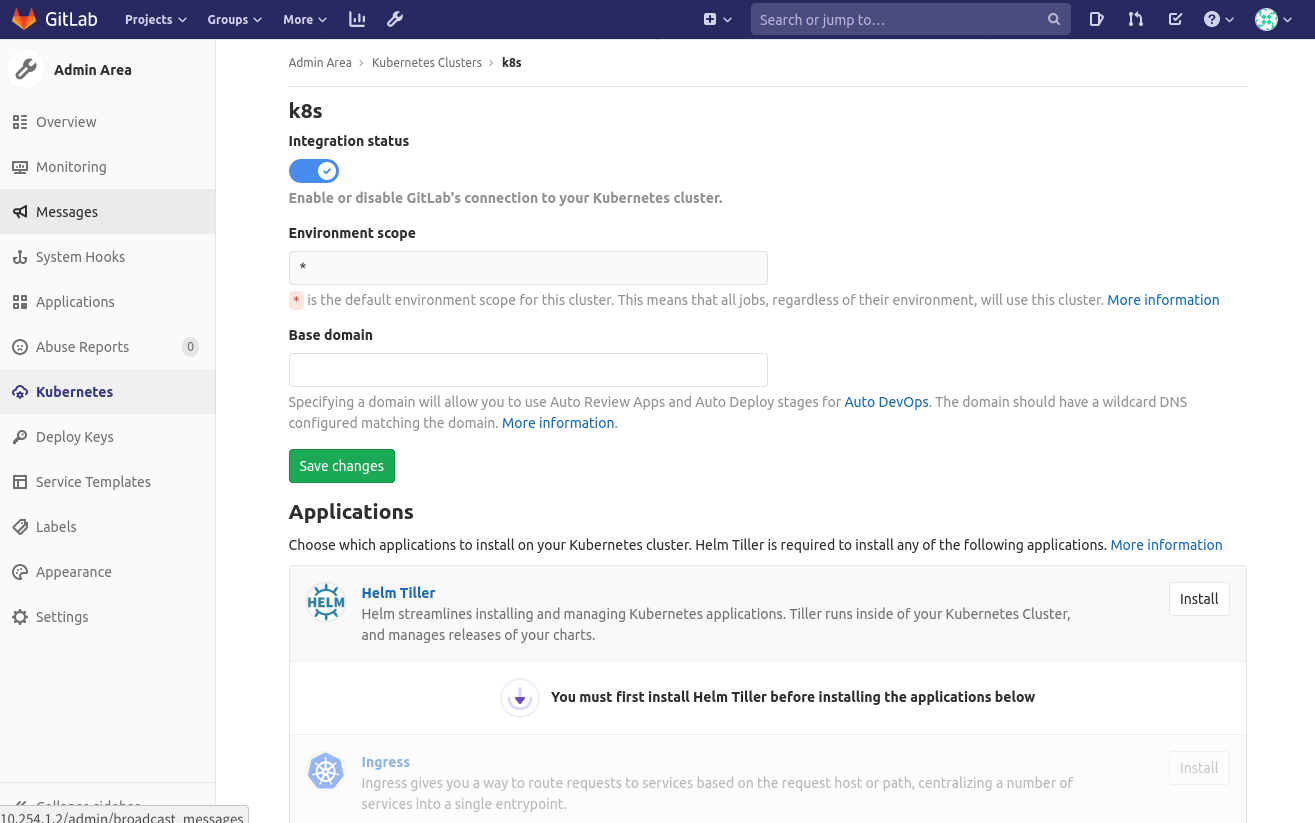 GitLab Projects Groups More Search or jump to...
Admin Area
Overview
Monitoring
Messages
System Hooks
Applications
Abuse Reports 0
Kubernetes
Deploy Keys
Service Templates
Labels
Appearance
Settings
Collapse sidebar
10.254.1.2/admin/broadcast_messages
Admin Area › Kubernetes Clusters › k8s
k8s
Integration status
Enable or disable GitLab's connection to your Kubernetes cluster.
Environment scope
*
* is the default environment scope for this cluster. This means that all jobs, regardless of their environment, will use this cluster. More information
Base domain
Specifying a domain will allow you to use Auto Review Apps and Auto Deploy stages for Auto DevOps. The domain should have a wildcard DNS
configured matching the domain. More information.
Save changes
Applications
Choose which applications to install on your Kubernetes cluster. Helm Tiller is required to install any of the following applications. More information
HELM
Helm Tiller
Helm streamlines installing and managing Kubernetes applications. Tiller runs inside of your Kubernetes Cluster,
and manages releases of your charts.
Install
You must first install Helm Tiller before installing the applications below
Ingress
Ingress gives you a way to route requests to services based on the request host or path, centralizing a number of
services into a single entrypoint.
Install